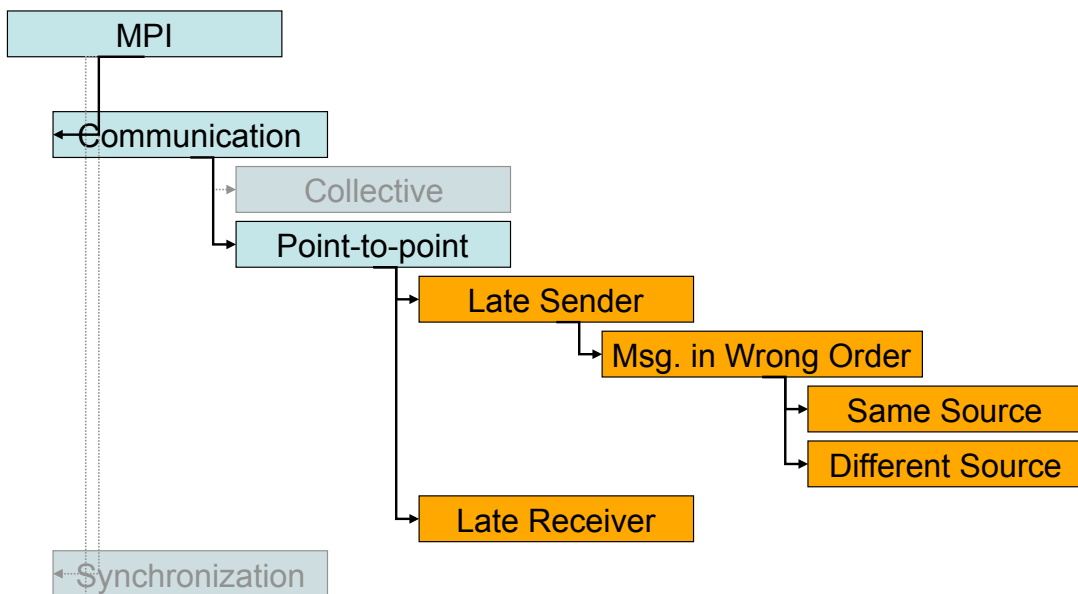 MPI
Communication
Collective
Point-to-point
Late Sender
Msg. in Wrong Order
Same Source
Different Source
Late Receiver
Synchronization